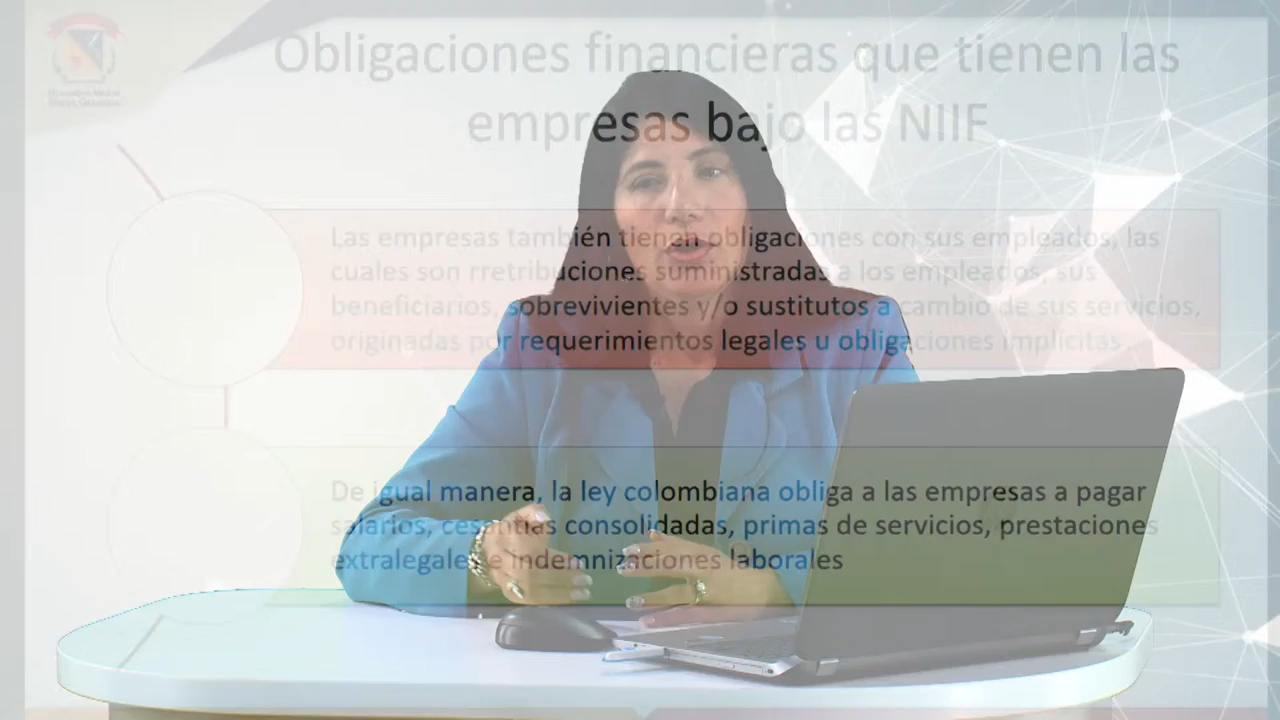 Obligaciones financieras que tienen las
empresas bajo las NIIF
Las empresas también tienen obligaciones con sus empleados, las
cuales son rretribuciones suministradas a los empleados, sus
beneficiarios, sobrevivientes y/o sustitutos a cambio de sus servicios,
originadas por requerimientos legales u obligaciones implícitas.
De igual manera, la ley colombiana obliga a las empresas a pagar
salarios, cesantías consolidadas, primas de servicios, prestaciones
extralegales e indemnizaciones laborales